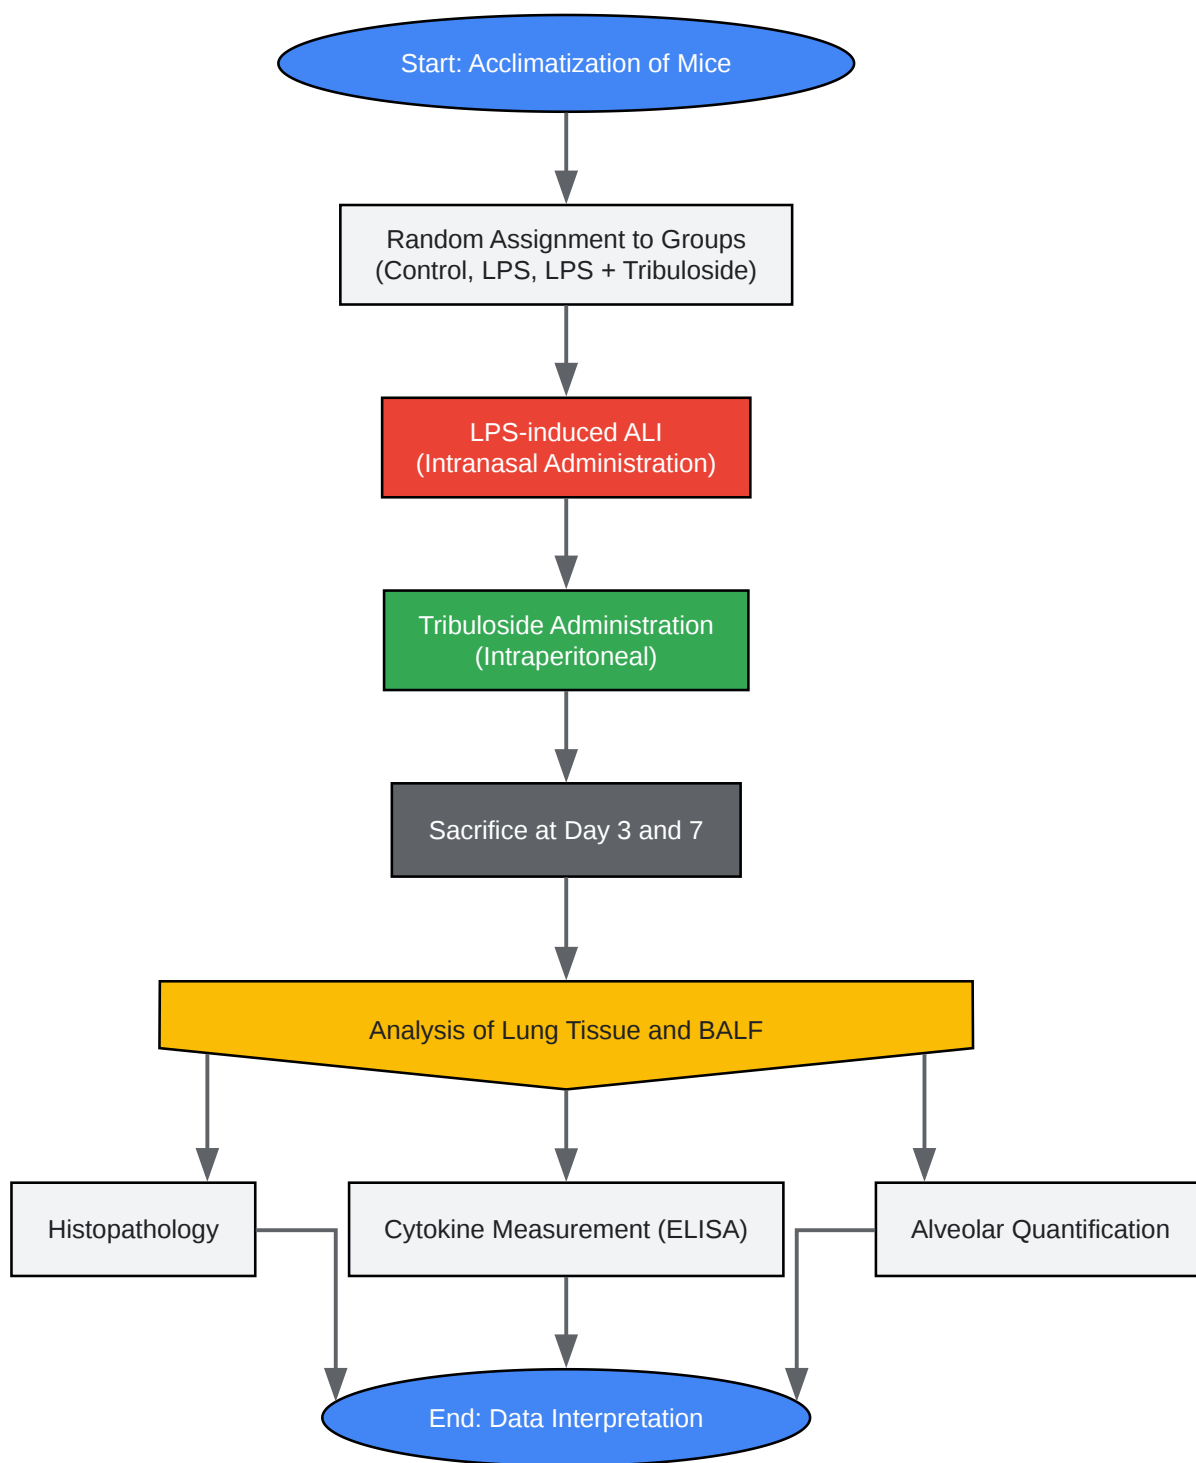 Start: Acclimatization of Mice
Random Assignment to Groups
(Control, LPS, LPS + Tribuloside)
LPS-induced ALI
(Intranasal Administration)
Tribuloside Administration
(Intraperitoneal)
Sacrifice at Day 3 and 7
Analysis of Lung Tissue and BALF
Histopathology
Cytokine Measurement (ELISA)
Alveolar Quantification
End: Data Interpretation